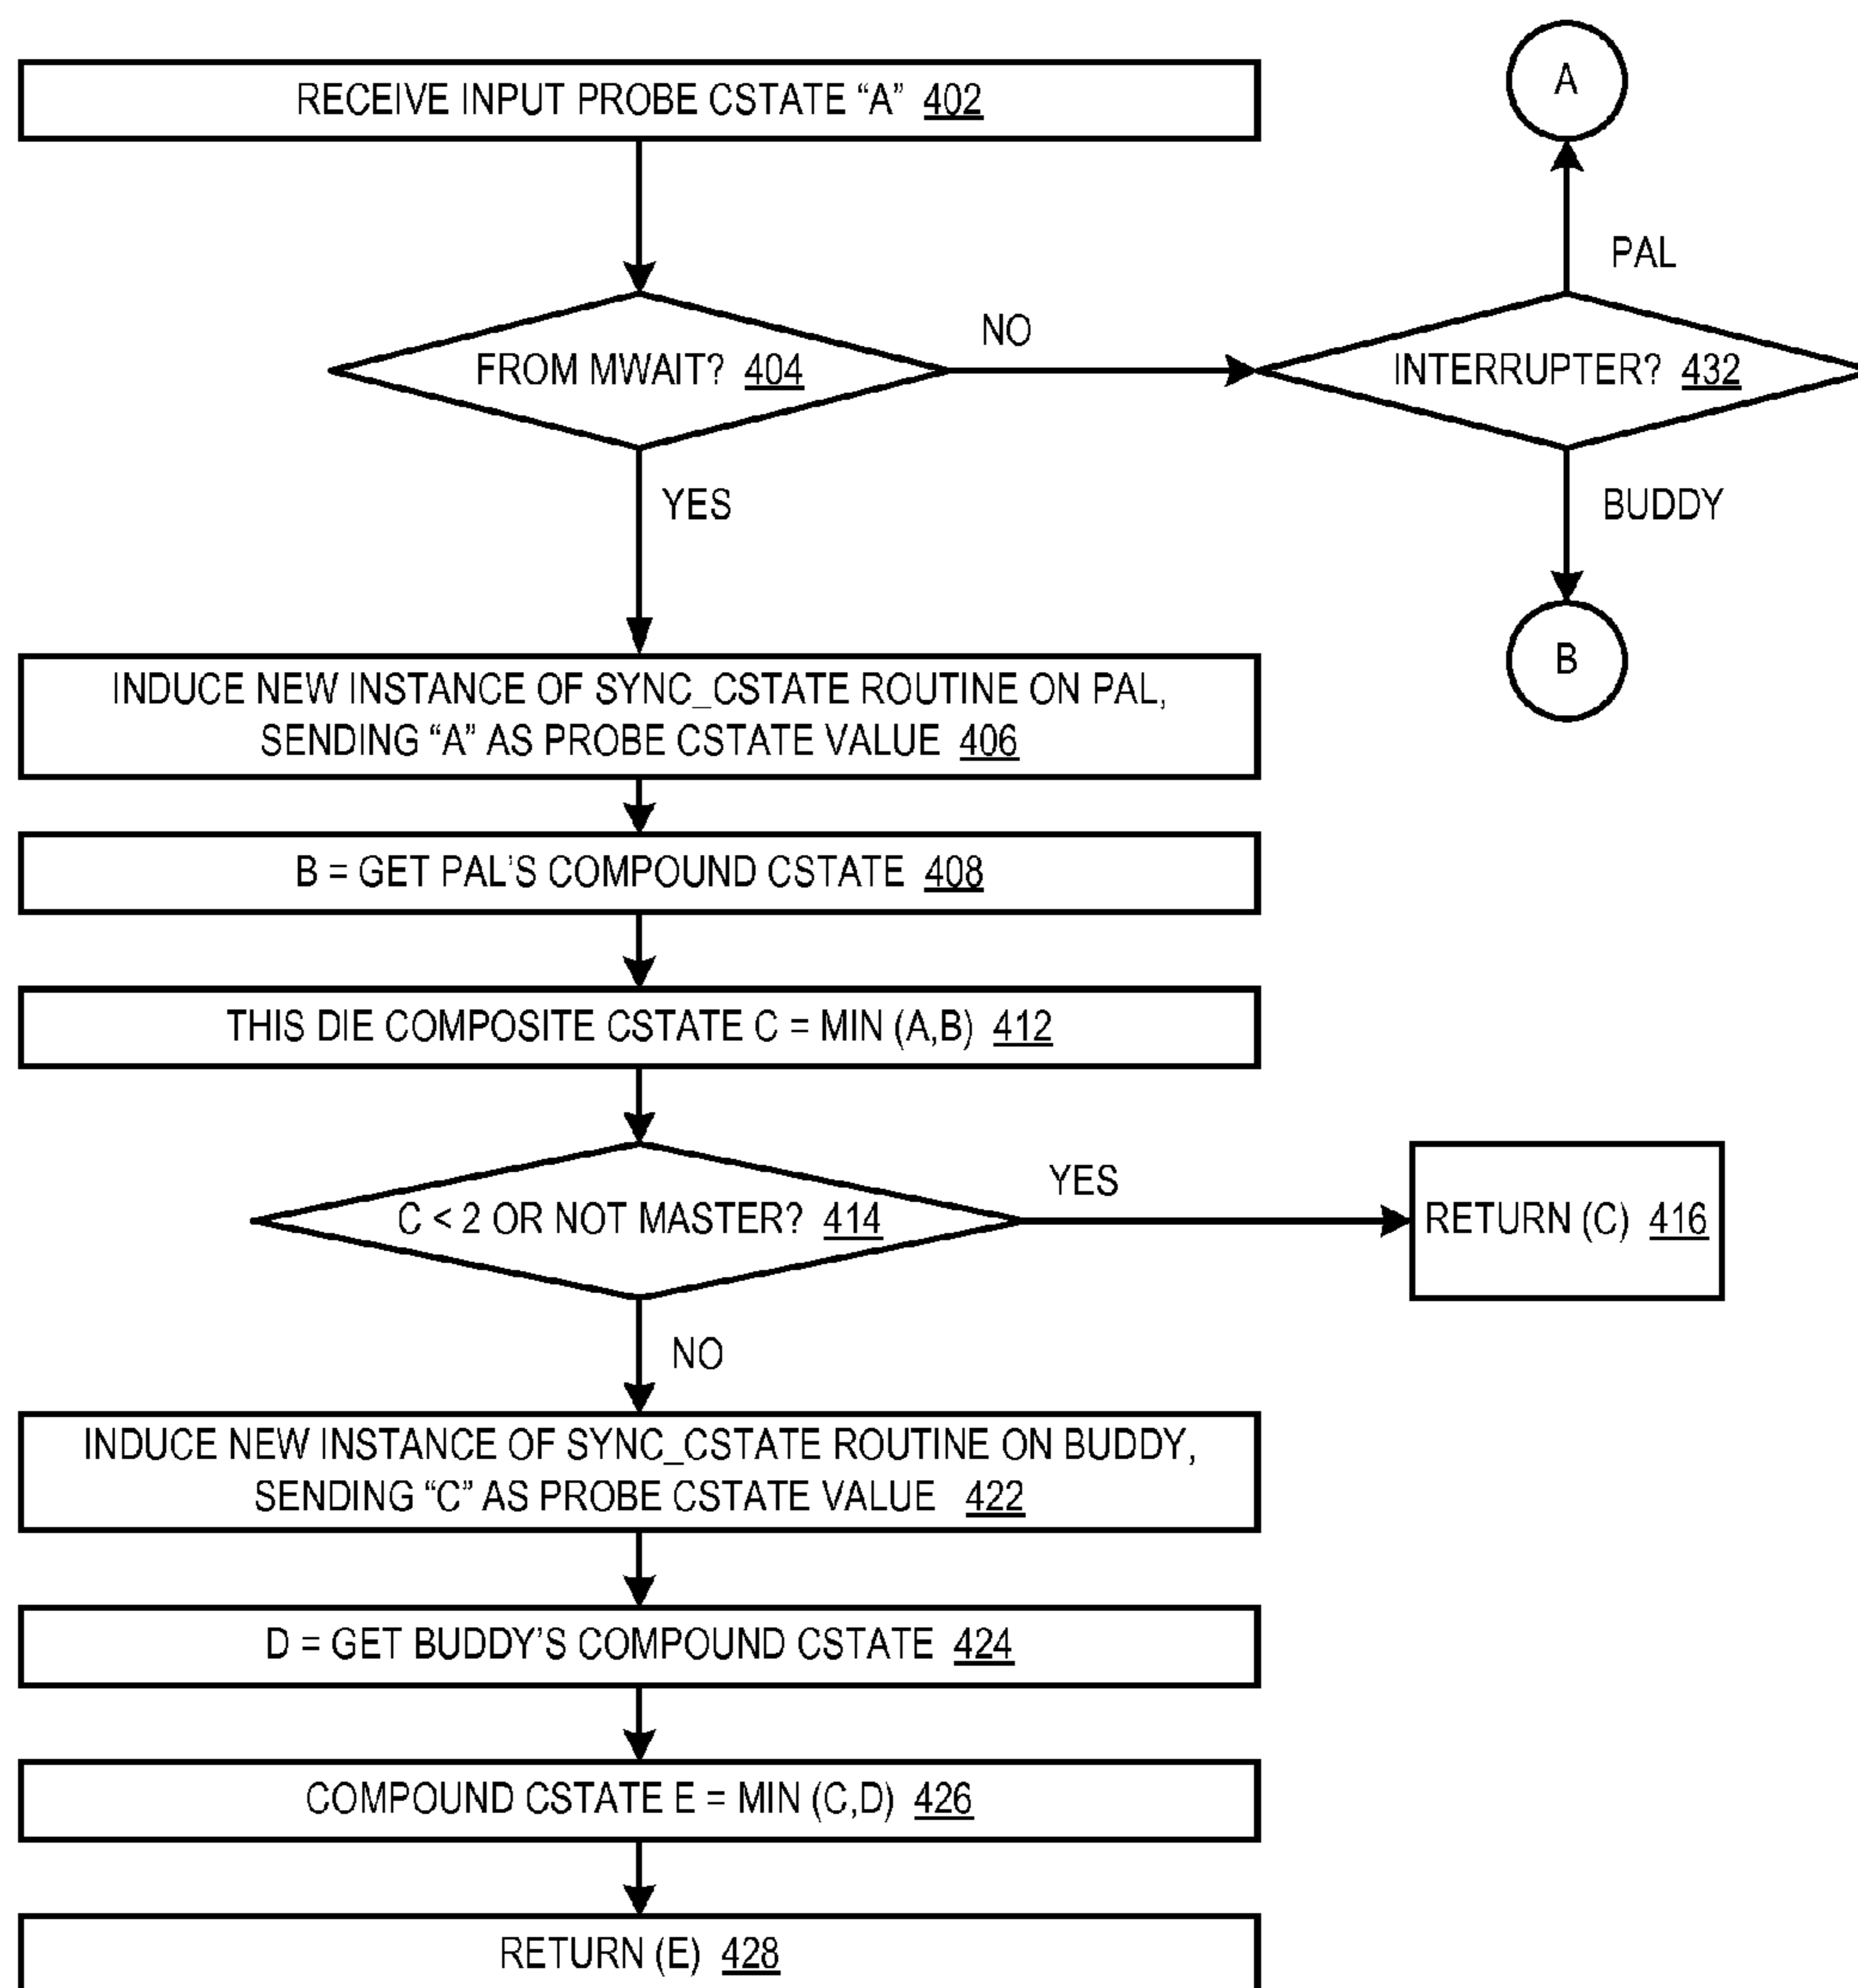 RECEIVE INPUT PROBE CSTATE “A” 402
A
PAL
FROM MWAIT? 404
NO
INTERRUPTER? 432
YES
BUDDY
B
INDUCE NEW INSTANCE OF SYNC_CSTATE ROUTINE ON PAL,
SENDING “A” AS PROBE CSTATE VALUE 406
B = GET PAL’S COMPOUND CSTATE 408
THIS DIE COMPOSITE CSTATE C = MIN (A,B) 412
C < 2 OR NOT MASTER? 414
YES
RETURN (C) 416
NO
INDUCE NEW INSTANCE OF SYNC_CSTATE ROUTINE ON BUDDY,
SENDING “C” AS PROBE CSTATE VALUE 422
D = GET BUDDY’S COMPOUND CSTATE 424
COMPOUND CSTATE E = MIN (C,D) 426
RETURN (E) 428